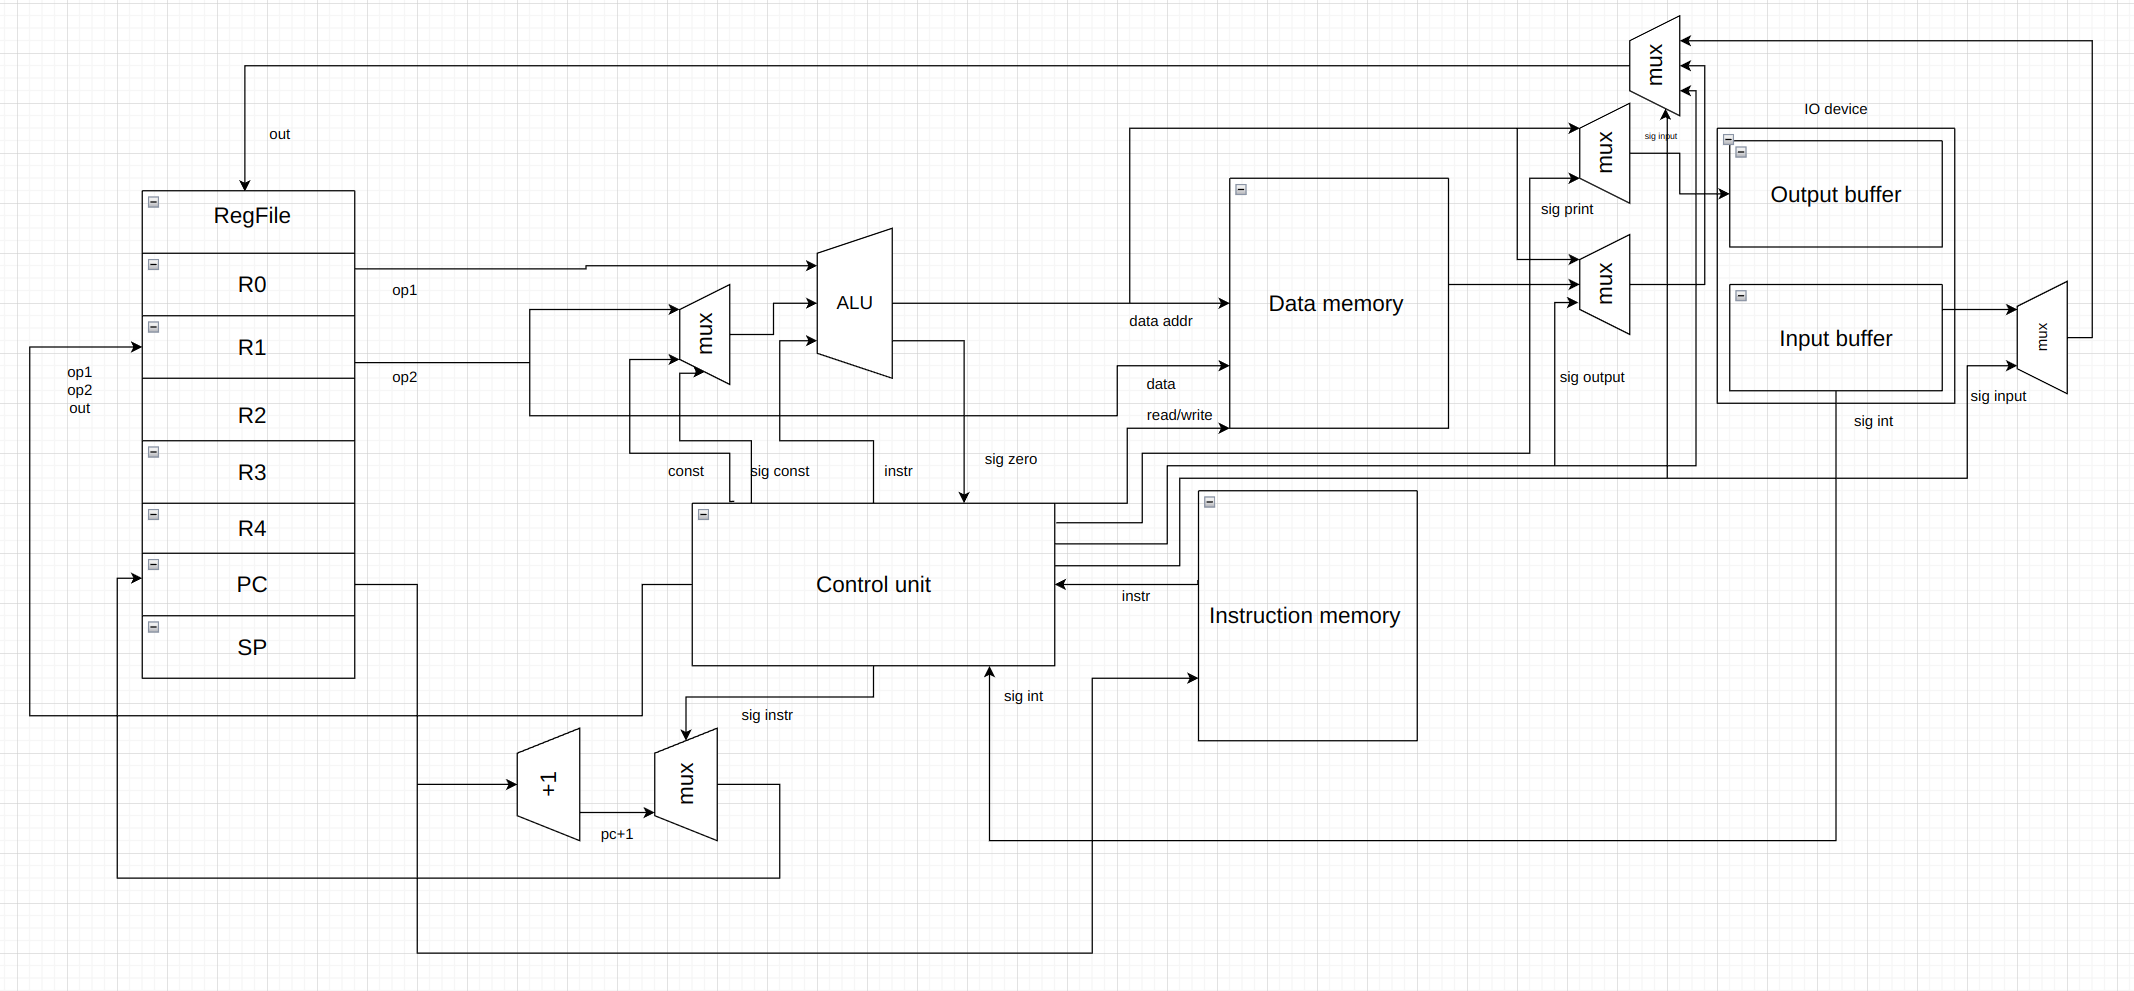 mux
IO device
out
sig input
mux
Output buffer
RegFile
sig print
R0
op1
mux
ALU
Data memory
data addr
mux
Input buffer
mux
R1
op1
op2
out
op2
data
sig output
sig input
R2
read/write
sig int
R3
const
sig const
instr
sig zero
R4
PC
Control unit
instr
Instruction memory
SP
sig int
sig instr
+1
mux
pc+1